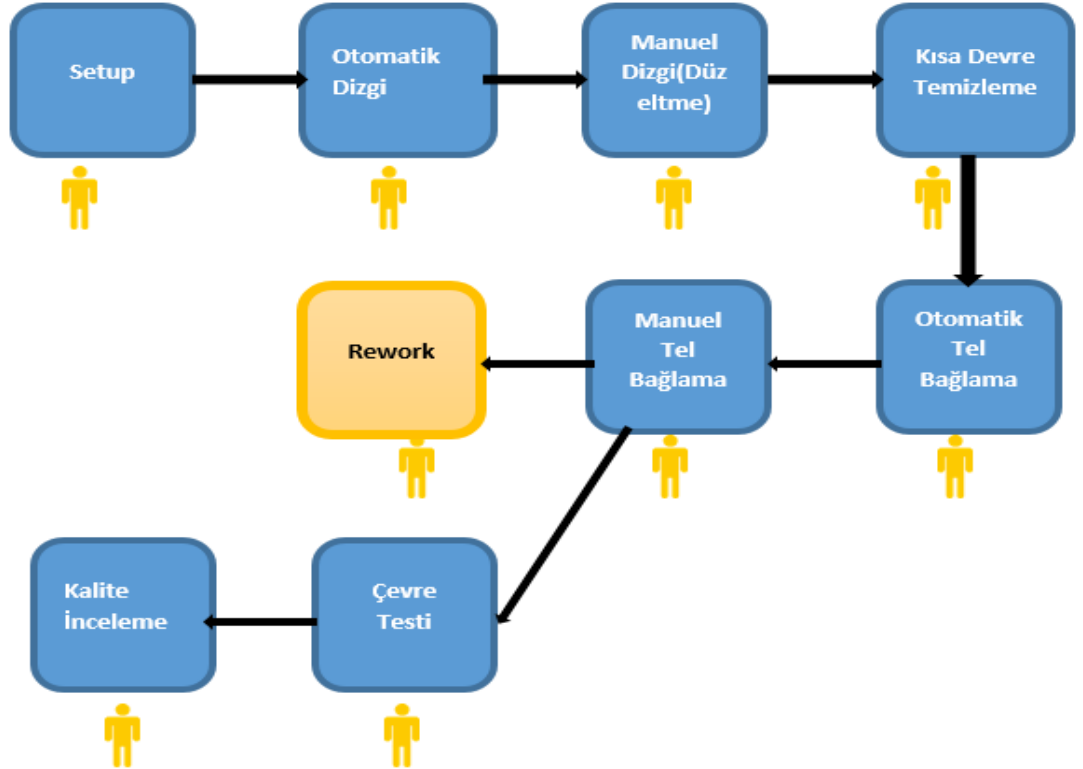 Setup
Otomatik
Dizgi
Manuel
Dizgi(Düz
eltme)
Kısa Devre
Temizleme
Rework
Manuel
Tel
Bağlama
Otomatik
Tel
Bağlama
Kalite
İnceleme
Çevre
Testi